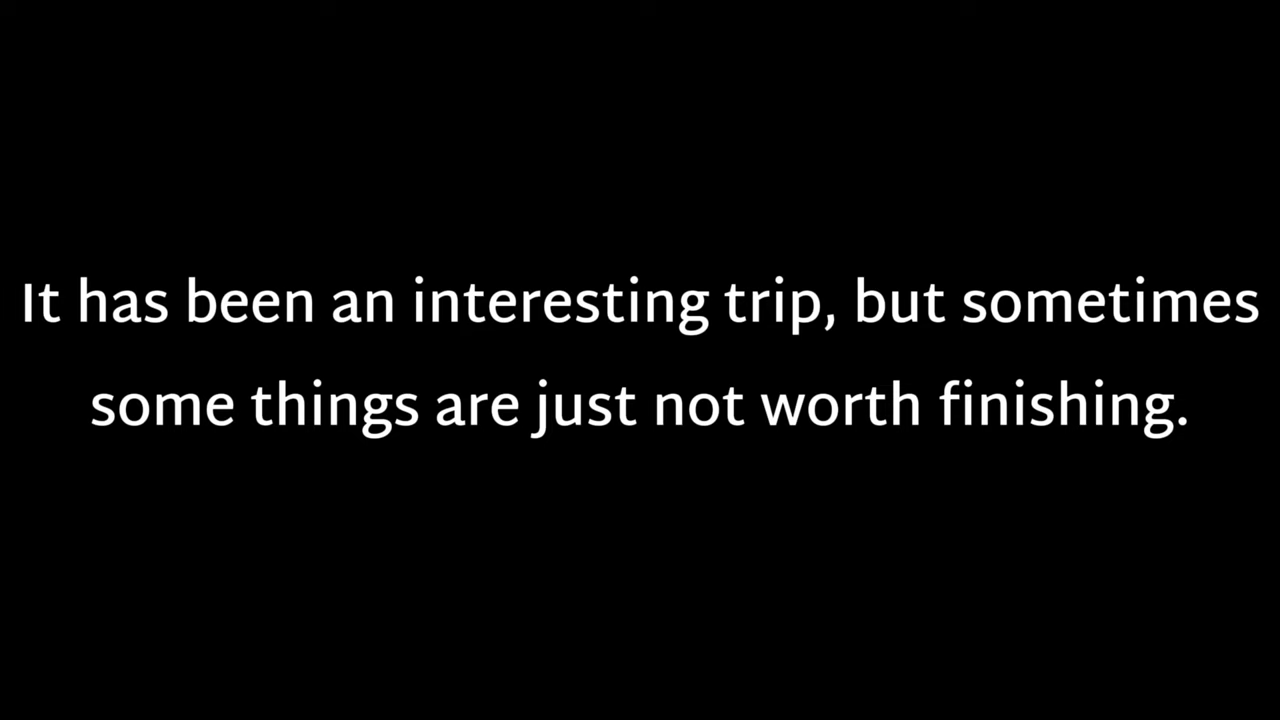 It has been an interesting trip, but sometimes
some things are just not worth finishing.